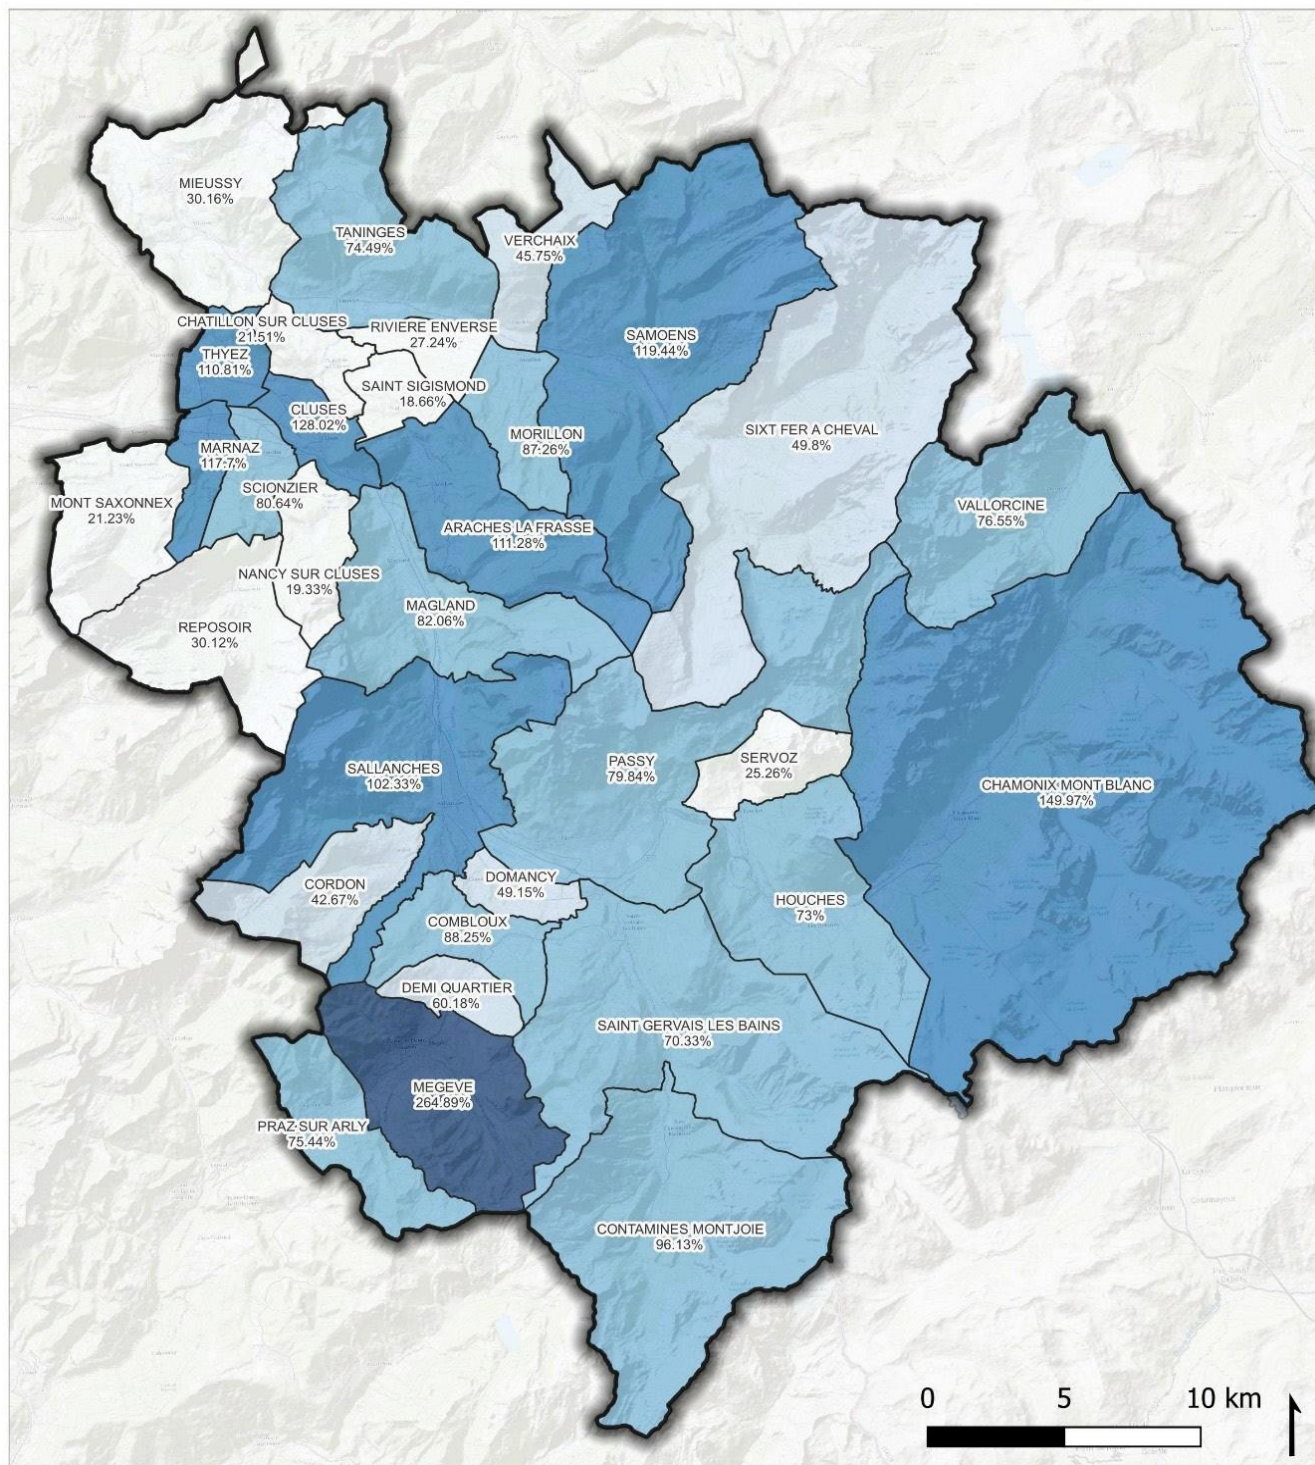 MIEUSSY
30.16%
TANINGES
74.49%
VERCHAIX
45.75%
CHATILLON SUR CLUSES
21.51%
RIVIERE ENVERSE
27.24%
SAMOENS
119.44%
THYEZ
110.81%
SAINT SIGISMOND
18.66%
CLUSES
128.02%
SIXT FER A CHEVAL
49.8%
MORILLON
87.26%
MARNAZ
117.7%
SCIONZIER
80.64%
MONT SAXONNEX
21.23%
VALLORCINE
76.55%
ARACHES LA FRASSE
111.28%
NANCY SUR CLUSES
19.33%
MAGLAND
82.06%
REPOSOIR
30.12%
SALLANCHES
102.33%
PASSY
79.84%
SERVOZ
25.26%
CHAMONIX MONT BLANC
149.97%
CORDON
42.67%
DOMANCY
49.15%
HOUCHES
73%
COMBLOUX
88.25%
DEMI QUARTIER
60.18%
SAINT GERVAIS LES BAINS
70.33%
MEGEVE
264.89%
PRAZ SUR ARLY
75.44%
CONTAMINES MONTJOIE
96.13%
0 5 10 km